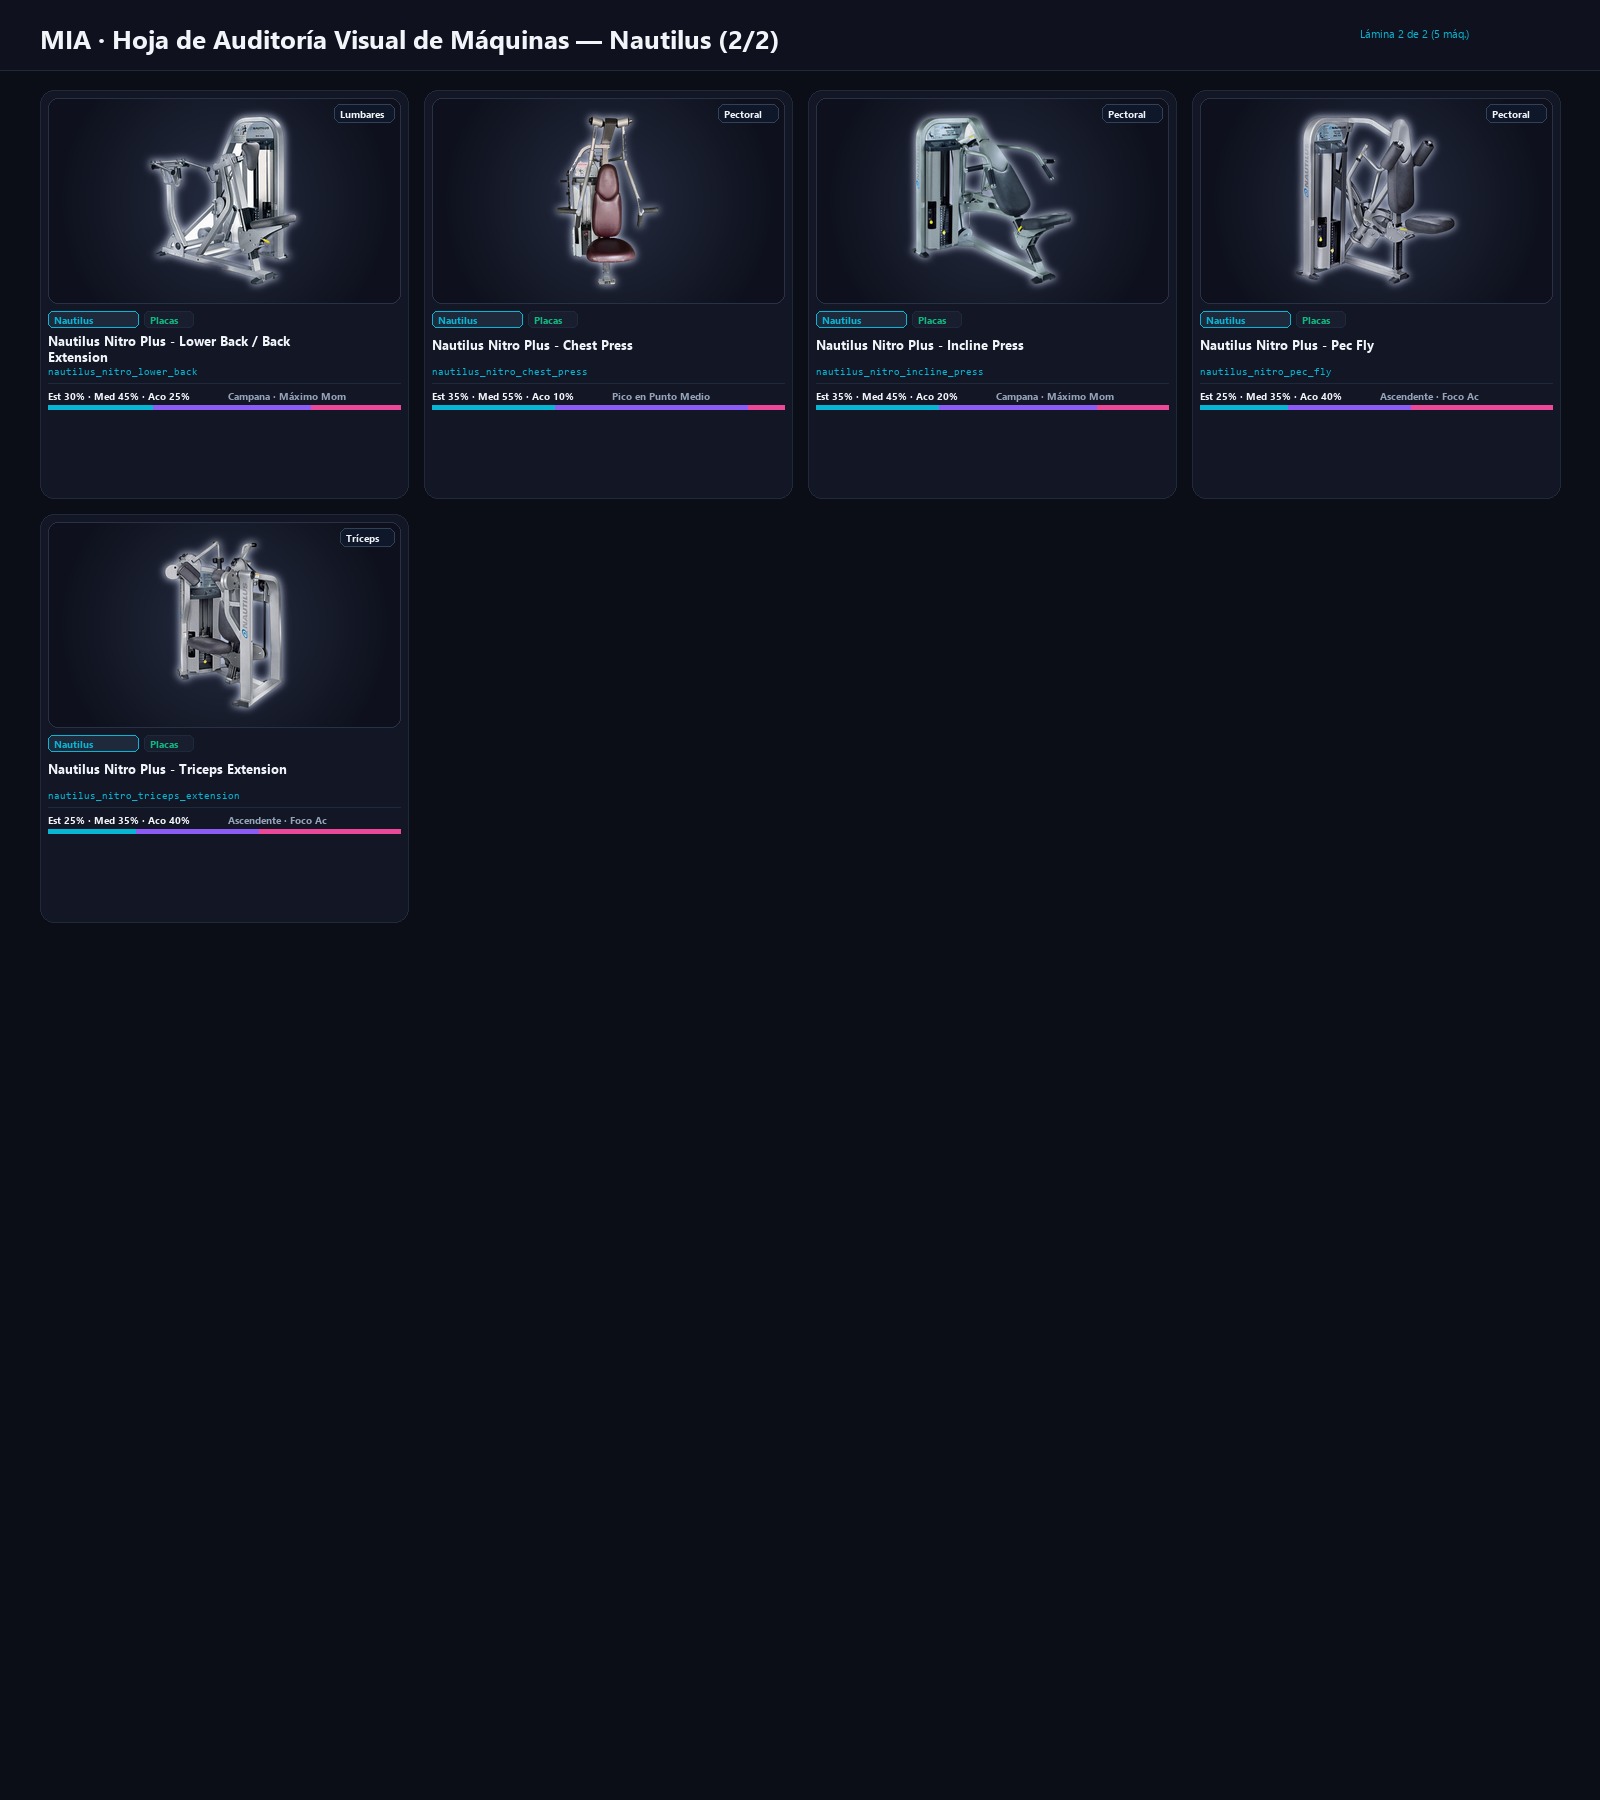 MIA · Hoja de Auditoría Visual de Máquinas — Nautilus (2/2)
Lámina 2 de 2 (5 máq.)
Lumbares
Nautilus
Placas
Nautilus Nitro Plus - Lower Back / Back
Extension
nautilus_nitro_lower_back
Est 30% · Med 45% · Aco 25%
Campana · Máximo Mom
Pectoral
Nautilus
Placas
Nautilus Nitro Plus - Chest Press
nautilus_nitro_chest_press
Est 35% · Med 55% · Aco 10%
Pico en Punto Medio
Pectoral
Nautilus
Placas
Nautilus Nitro Plus - Incline Press
nautilus_nitro_incline_press
Est 35% · Med 45% · Aco 20%
Campana · Máximo Mom
Pectoral
Nautilus
Placas
Nautilus Nitro Plus - Pec Fly
nautilus_nitro_pec_fly
Est 25% · Med 35% · Aco 40%
Ascendente · Foco Ac
Tríceps
NAUTILUS
Nautilus
Placas
Nautilus Nitro Plus - Triceps Extension
nautilus_nitro_triceps_extension
Est 25% · Med 35% · Aco 40%
Ascendente · Foco Ac